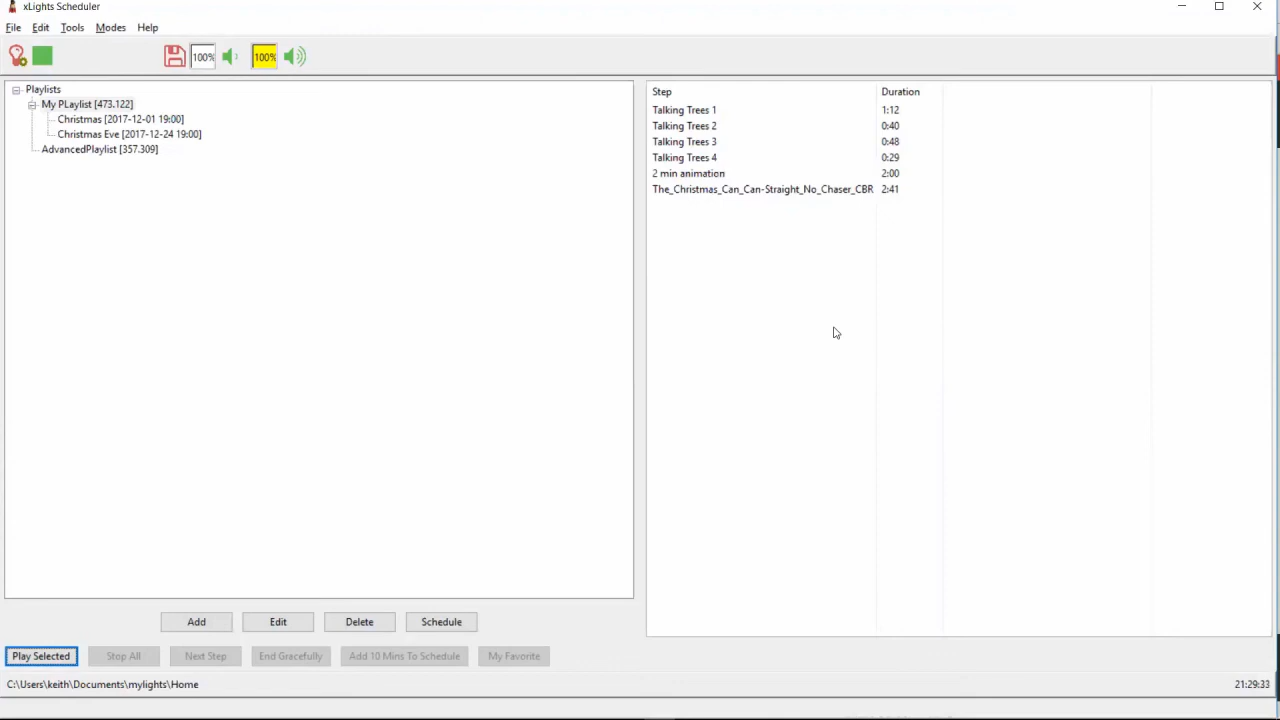 xLights Scheduler
File Edit Tools Modes Help
100% 100%
Playlists
My PLaylist [473.122]
Christmas [2017-12-01 19:00]
Christmas Eve [2017-12-24 19:00]
AdvancedPlaylist [357.309]
Step Duration
Talking Trees 1 1:12
Talking Trees 2 0:40
Talking Trees 3 0:48
Talking Trees 4 0:29
2 min animation 2:00
The_Christmas_Can_Can-Straight_No_Chaser_CBR 2:41
Add Edit Delete Schedule
Play Selected Stop All Next Step End Gracefully Add 10 Mins To Schedule My Favorite
C:\Users\keith\Documents\mylights\Home 21:29:33